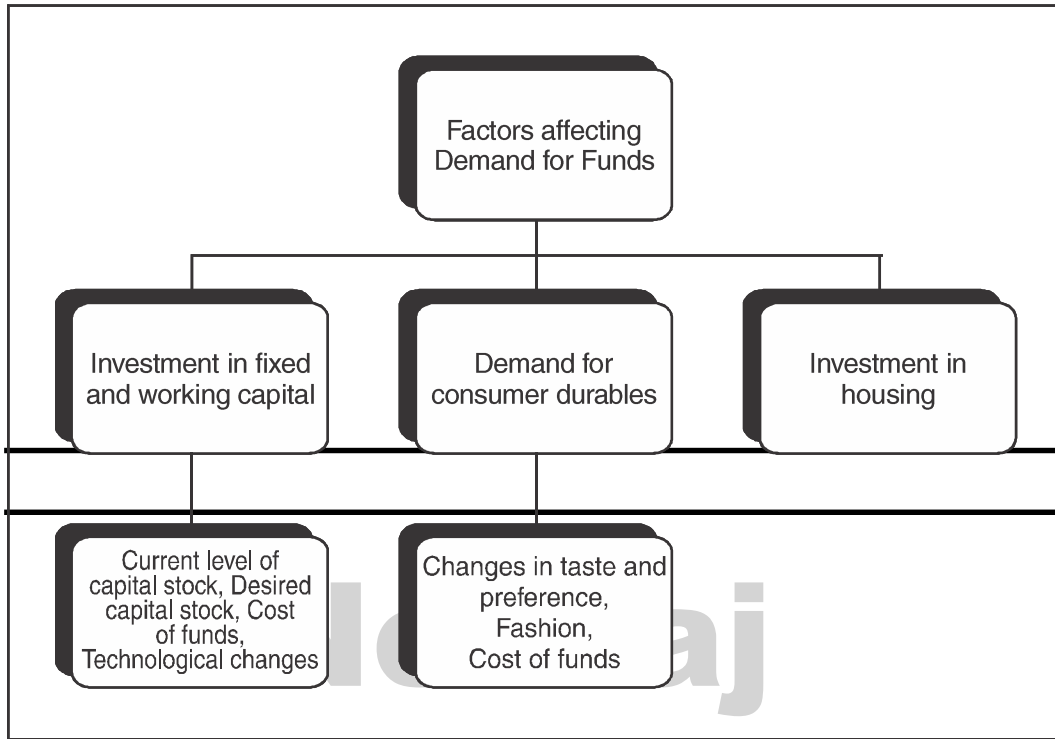 Factors affecting
Demand for Funds
Investment in fixed
and working capital
Demand for
consumer durables
Investment in
housing
Current level of
capital stock, Desired
capital stock, Cost
of funds,
Technological changes
Changes in taste and
preference,
Fashion,
Cost of funds